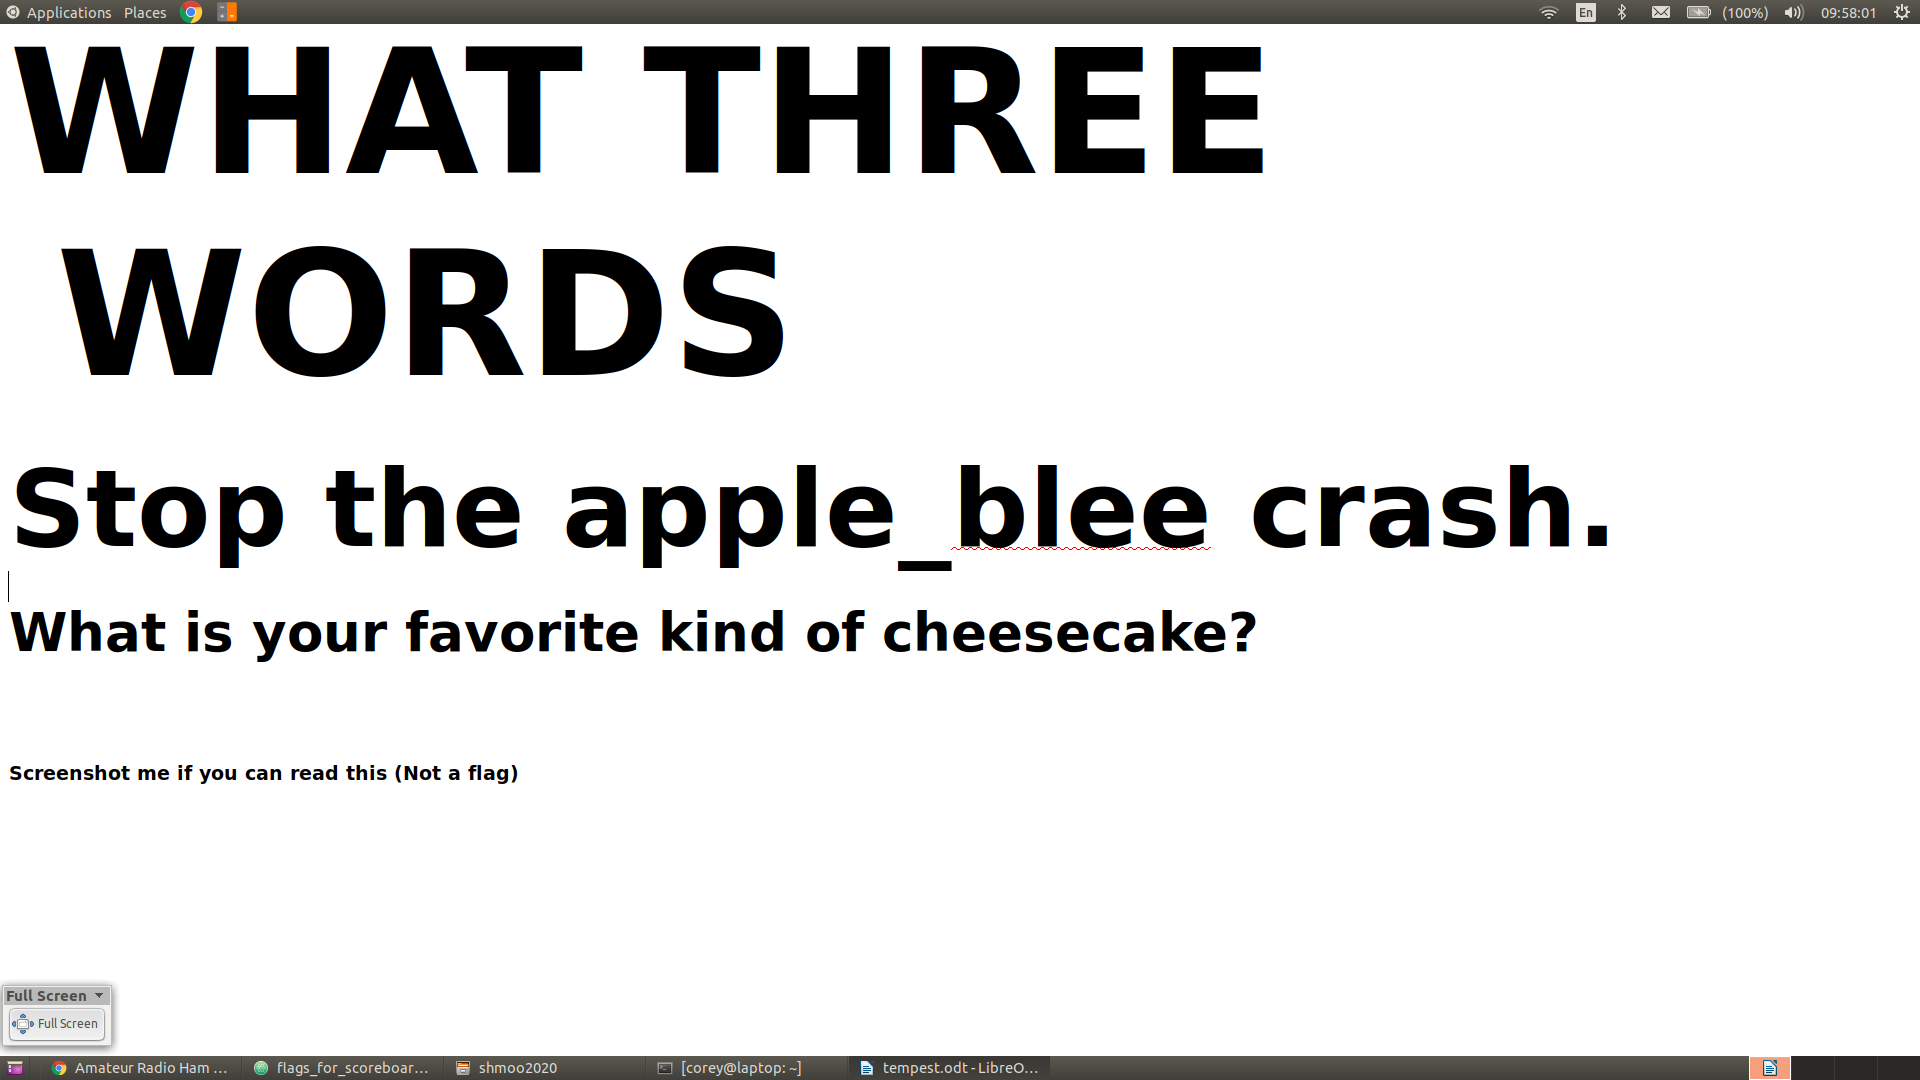 Applications Places En (100%) 09:58:01
WHAT THREE
WORDS
Stop the apple_blee crash.
What is your favorite kind of cheesecake?
Screenshot me if you can read this (Not a flag)
Full Screen
Full Screen
Amateur Radio Ham ... flags_for_scoreboar... shmoo2020 [corey@laptop: ~] tempest.odt - LibreO...